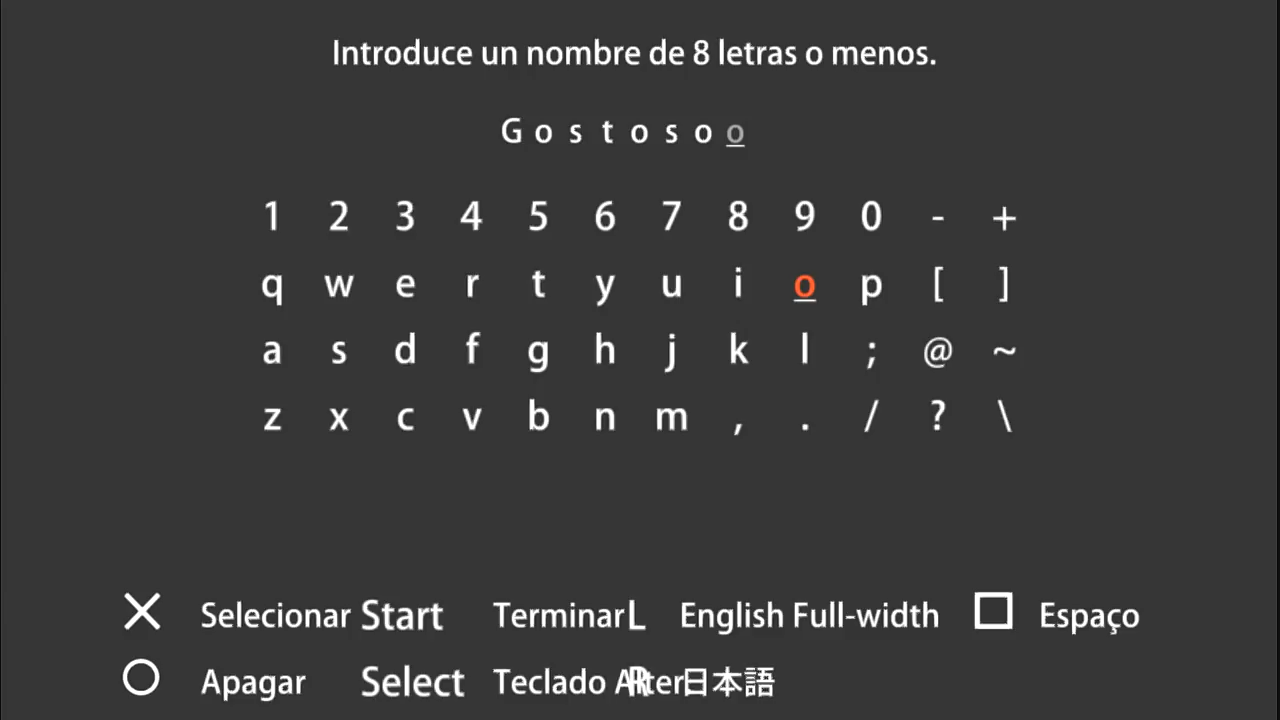 Introduce un nombre de 8 letras o menos.
Gostosoo
1 2 3 4 5 6 7 8 9 0 - +
q w e r t y u i o p [ ]
a s d f g h j k l ; @ ~
z x c v b n m , . / ? \
Selecionar Start Terminar L English Full-width Espaço
Apagar Select Teclado Alter R 日本語